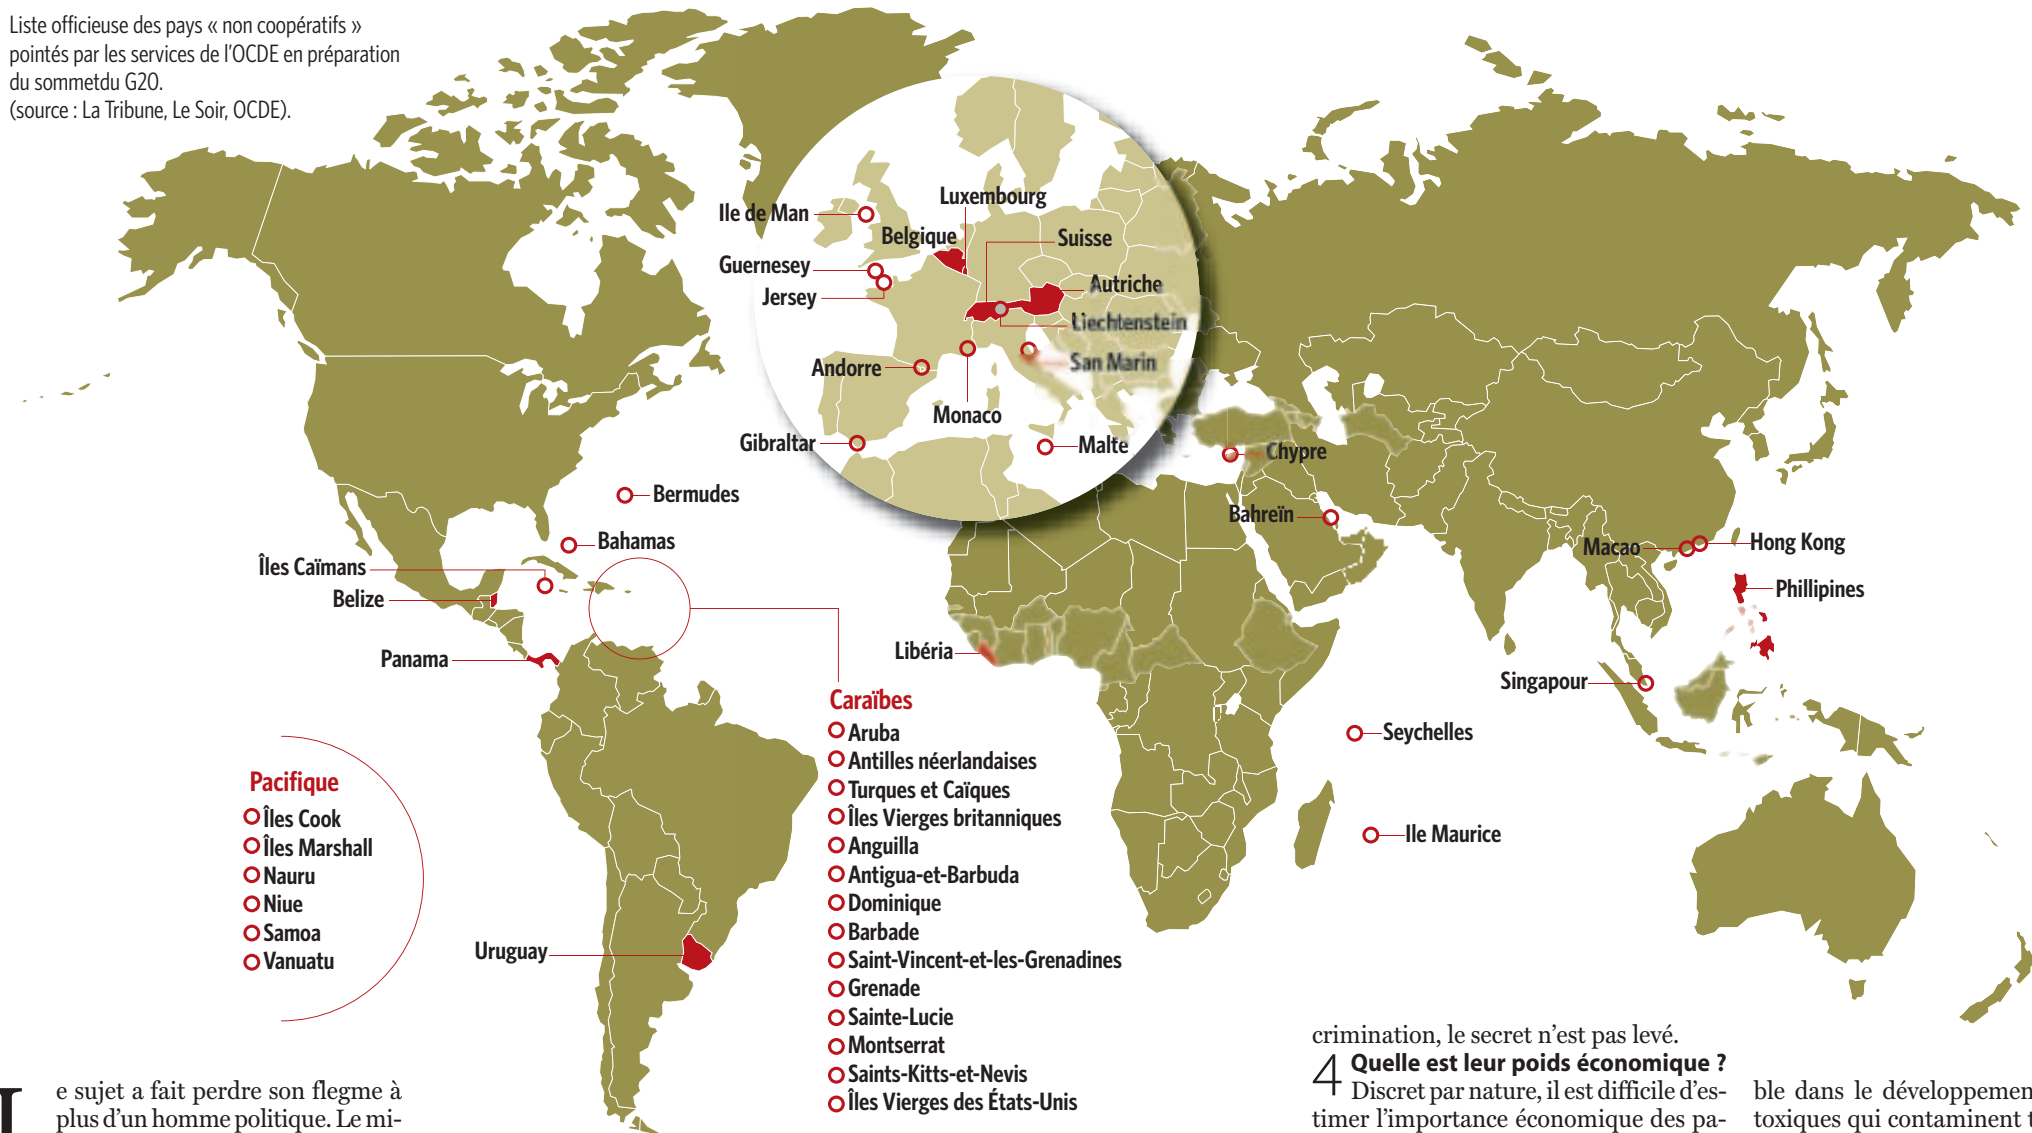 Liste officieuse des pays « non coopératifs »
pointés par les services de l'OCDE en préparation
du sommetdu G20.
(source : La Tribune, Le Soir, OCDE).
Luxembourg
Ile de Man
Belgique
Suisse
Guernesey
Autriche
Jersey
Liechtenstein
San Marin
Andorre
Monaco
Gibraltar
Malte
Chypre
Bermudes
Bahreïn
Bahamas
Macao
Hong Kong
Îles Caïmans
Belize
Phillipines
Panama
Libéria
Singapour
Seychelles
Ile Maurice
Uruguay
Caraïbes
Aruba
Antilles néerlandaises
Turques et Caïques
Îles Vierges britanniques
Anguilla
Antigua-et-Barbuda
Dominique
Barbade
Saint-Vincent-et-les-Grenadines
Grenade
Sainte-Lucie
Montserrat
Saints-Kitts-et-Nevis
Îles Vierges des États-Unis
Pacifique
Îles Cook
Îles Marshall
Nauru
Niue
Samoa
Vanuatu
e sujet a fait perdre son flegme à
plus d'un homme politique. Le mi-
crimination, le secret n'est pas levé.
4 Quelle est leur poids économique ?
Discret par nature, il est difficile d'es-
timer l'importance économique des pa-
ble dans le développemen
toxiques qui contaminent t